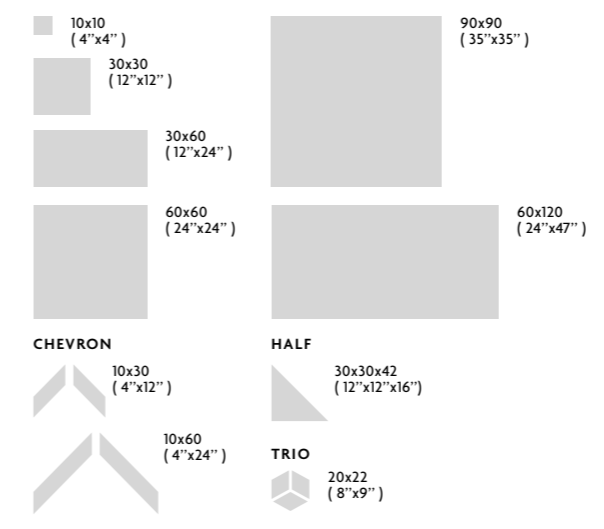 10x10
( 4”x4” )
30x30
( 12”x12” )
30x60
( 12”x24” )
60x60
( 24”x24” )
90x90
( 35”x35” )
60x120
( 24”x47” )
CHEVRON
10x30
( 4”x12” )
10x60
( 4”x24” )
HALF
30x30x42
( 12”x12”x16”)
TRIO
20x22
( 8”x9” )